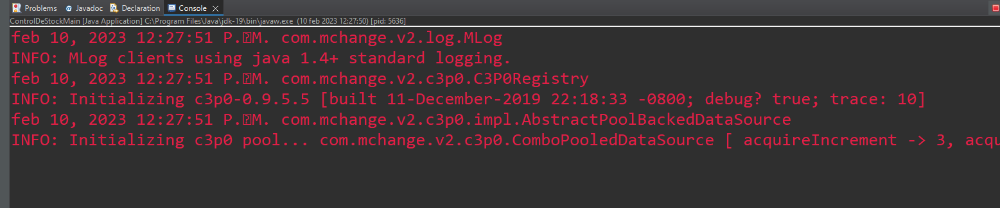 Problems @ Javadoc Declaration Console
ControlDeStockMain [Java Application] C:\Program Files\Java\jdk-19\bin\javaw.exe (10 feb 2023 12:27:50) [pid: 5636]
feb 10, 2023 12:27:51 P. M. com.mchange.v2.log.MLog
INFO: MLog clients using java 1.4+ standard logging.
feb 10, 2023 12:27:51 P. M. com.mchange.v2.c3p0.C3P0Registry
INFO: Initializing c3p0-0.9.5.5 [built 11-December-2019 22:18:33 -0800; debug? true; trace: 10]
feb 10, 2023 12:27:51 P. M. com.mchange.v2.c3p0.impl.AbstractPoolBackedDataSource
INFO: Initializing c3p0 pool... com.mchange.v2.c3p0.ComboPooledDataSource [ acquireIncrement -> 3, acqu